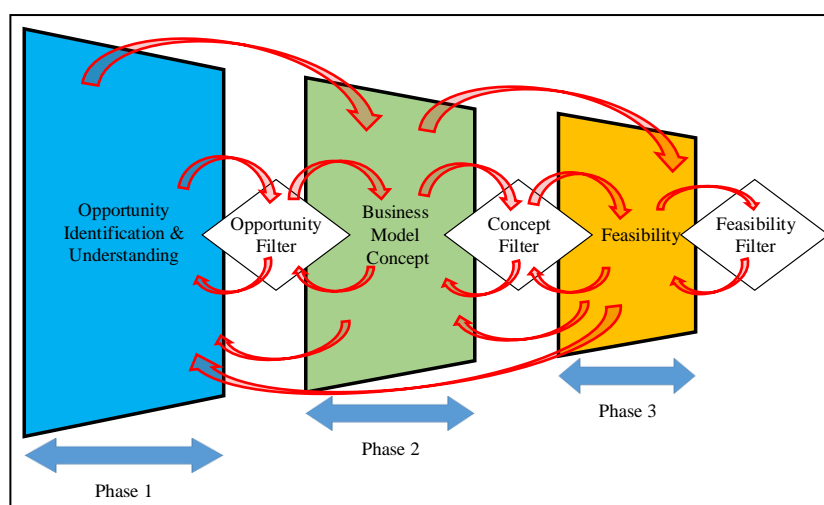 Opportunity
Identification &
Understanding
Opportunity
Filter
Business
Model
Concept
Concept
Filter
Feasibility
Feasibility
Filter
Phase 1
Phase 2
Phase 3